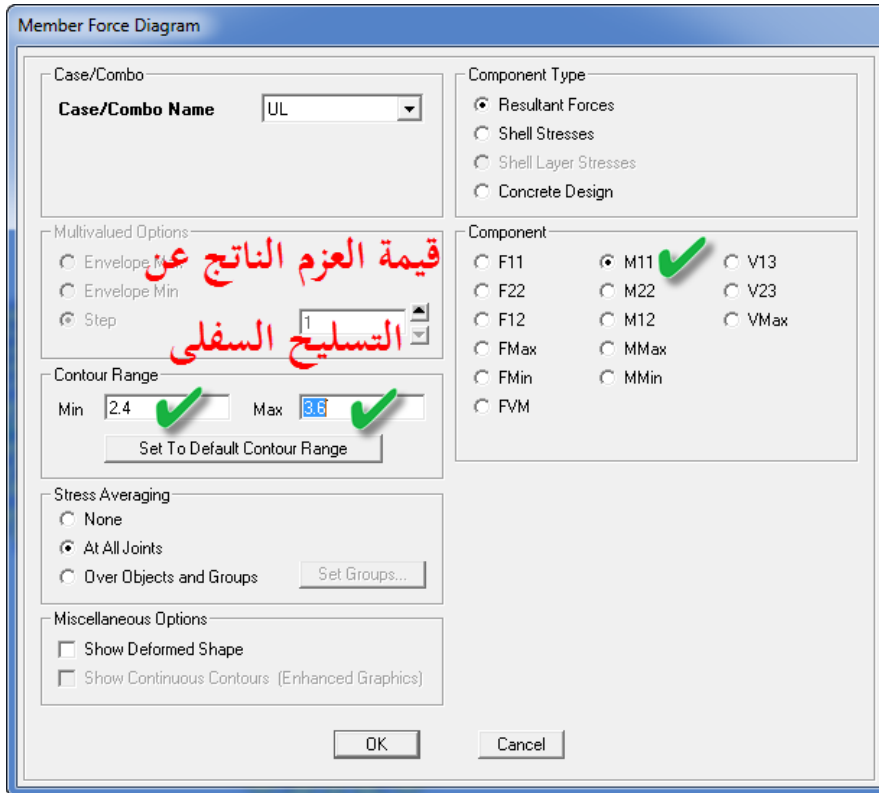 Member Force Diagram
Case/Combo
Case/Combo Name UL
Multivalued Options
Envelope Max
Envelope Min
Step 1
قيمة العزم الناتج عن
التسليح السفلى
Contour Range
Min 2.4 Max 3.6
Set To Default Contour Range
Stress Averaging
None
At All Joints
Over Objects and Groups Set Groups...
Miscellaneous Options
Show Deformed Shape
Show Continuous Contours (Enhanced Graphics)
Component Type
Resultant Forces
Shell Stresses
Shell Layer Stresses
Concrete Design
Component
F11 M11 V13
F22 M22 V23
F12 M12 VMax
FMax MMax
FMin MMin
FVM
OK Cancel